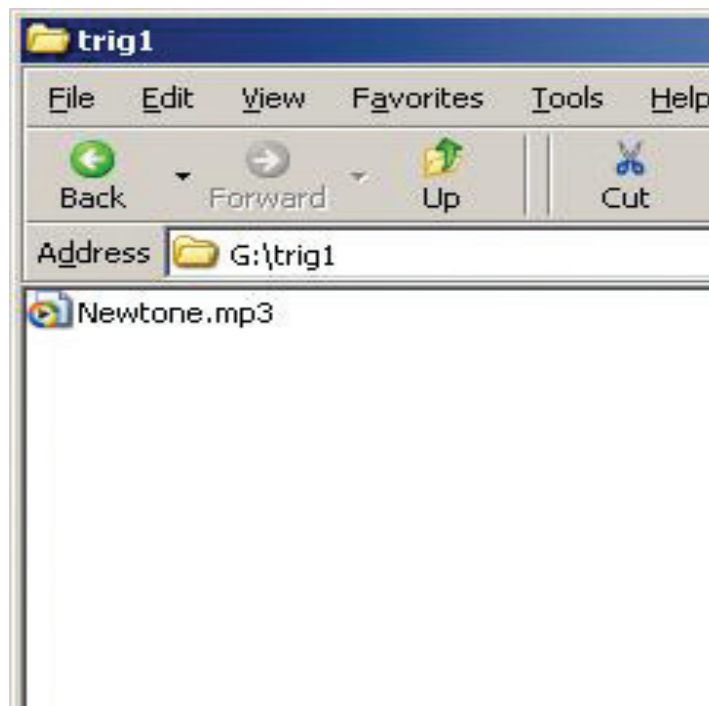 trig1
File Edit View Favorites Tools Help
Back Forward Up Cut
Address G:\trig1
Newtone.mp3